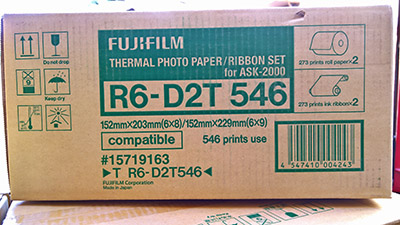 FUJIFILM
THERMAL PHOTO PAPER/RIBBON SET
for ASK-2000
R6-D2T 546
152mm×203mm(6×8)/152mm×229mm(6×9)
compatible
546 prints use
#15719163
▶T R6-D2T546◀
FUJIFILM Corporation
Made in Japan
Do not drop
Keep dry
273 prints roll paper×2
273 prints ink ribbon×2
4 547410 004243